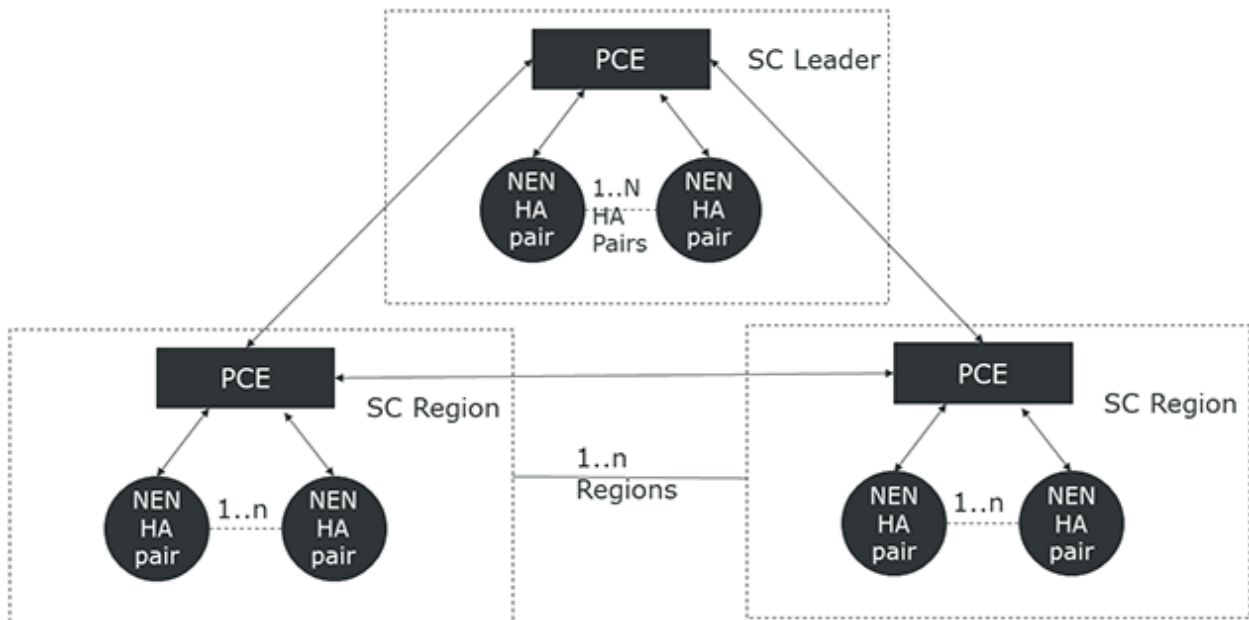 PCE
SC Leader
NEN
HA
pair
1..N
HA
Pairs
NEN
HA
pair
PCE
SC Region
NEN
HA
pair
1..n
NEN
HA
pair
1..n
Regions
PCE
SC Region
NEN
HA
pair
1..n
NEN
HA
pair